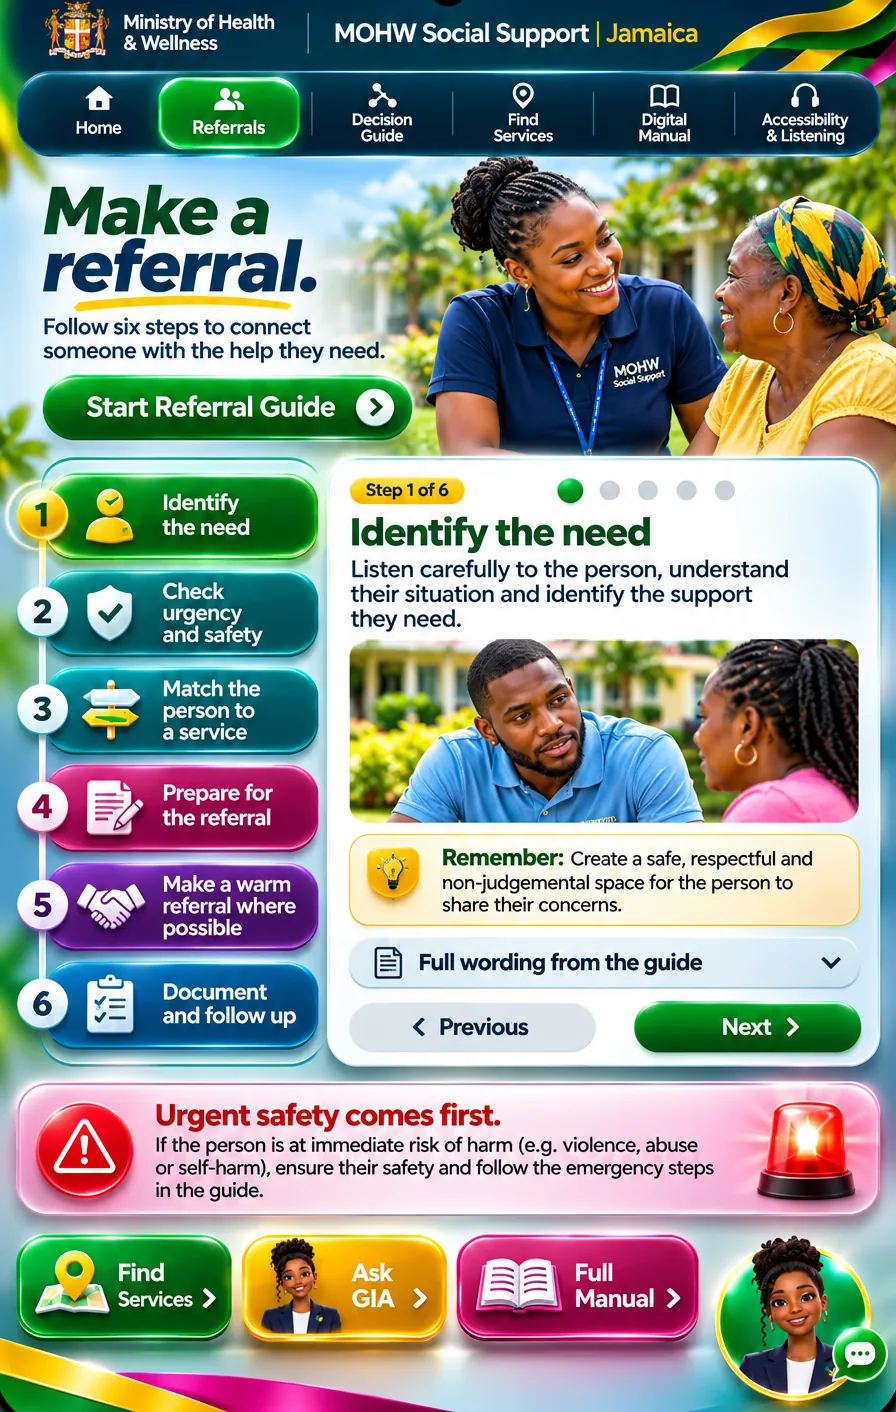 Ministry of Health
& Wellness
MOHW Social Support | Jamaica
Home
Referrals
Decision
Guide
Find
Services
Digital
Manual
Accessibility
& Listening
Make a
referral.
Follow six steps to connect
someone with the help they need.
Start Referral Guide
MOHW
Social Support
1
Identify
the need
2
Check
urgency
and safety
3
Match the
person to
a service
4
Prepare for
the referral
5
Make a warm
referral where
possible
6
Document
and follow up
Step 1 of 6
Identify the need
Listen carefully to the person, understand
their situation and identify the support
they need.
Remember: Create a safe, respectful and
non-judgemental space for the person to
share their concerns.
Full wording from the guide
Previous
Next
Urgent safety comes first.
If the person is at immediate risk of harm (e.g. violence, abuse
or self-harm), ensure their safety and follow the emergency steps
in the guide.
Find
Services
Ask
GIA
Full
Manual